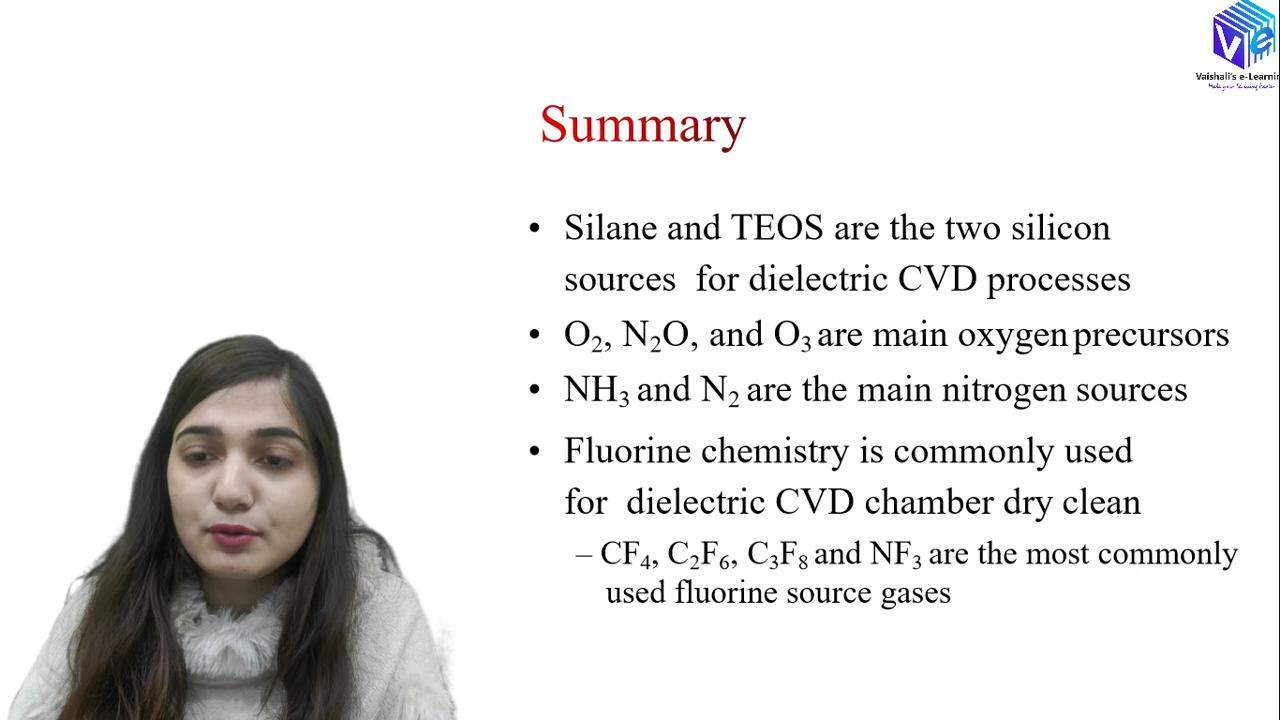 Ve
Vaishali's e-Learnin
Summary
• Silane and TEOS are the two silicon
sources for dielectric CVD processes
• O₂, N₂O, and O₃ are main oxygen precursors
• NH₃ and N₂ are the main nitrogen sources
• Fluorine chemistry is commonly used
for dielectric CVD chamber dry clean
– CF₄, C₂F₆, C₃F₈ and NF₃ are the most commonly
used fluorine source gases